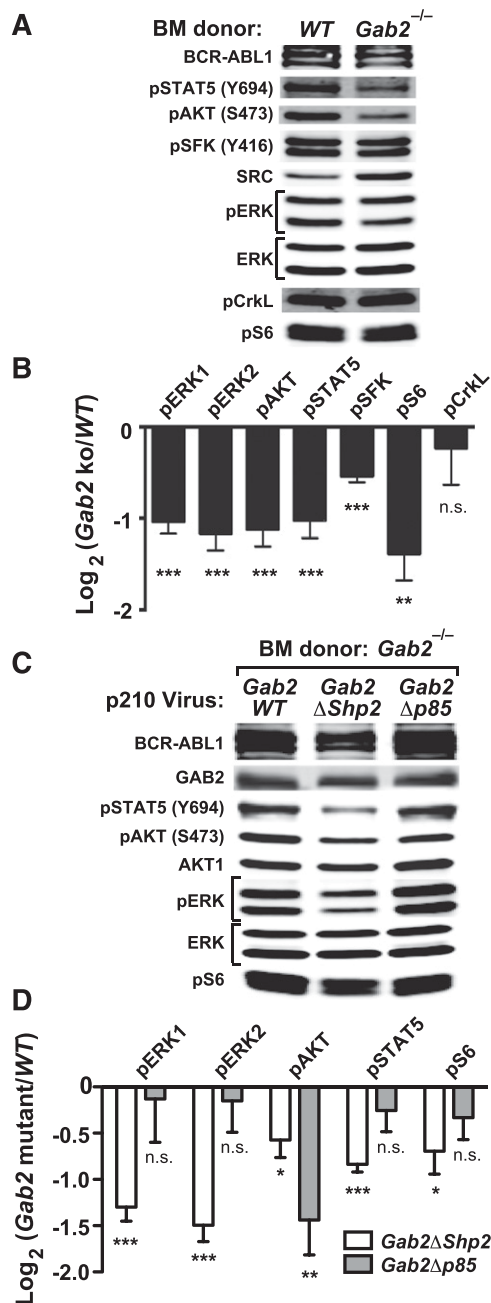 A
BM donor: WT Gab2−/−
BCR-ABL1
pSTAT5 (Y694)
pAKT (S473)
pSFK (Y416)
SRC
pERK
ERK
pCrkL
pS6
B
pERK1 pERK2 pAKT pSTAT5 pSFK pS6 pCrkL
Log2 (Gab2 ko/WT)
0
-1
-2
*** *** *** *** *** ** n.s.
C
BM donor: Gab2−/−
p210 Virus: Gab2 WT Gab2 ΔShp2 Gab2 Δp85
BCR-ABL1
GAB2
pSTAT5 (Y694)
pAKT (S473)
AKT1
pERK
ERK
pS6
D
pERK1 pERK2 pAKT pSTAT5 pS6
Log2 (Gab2 mutant/WT)
0
-0.5
-1.0
-1.5
-2.0
*** n.s. *** n.s. * ** *** n.s. * n.s.
Gab2ΔShp2
Gab2Δp85